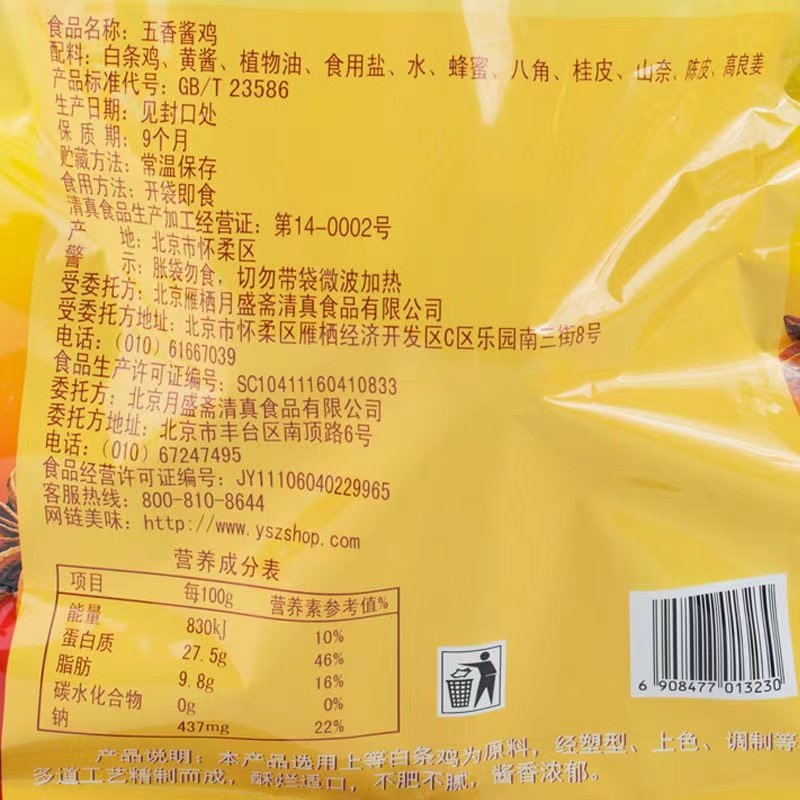 食品名称：五香酱鸡
配料：白条鸡、黄酱、植物油、食用盐、水、蜂蜜、八角、桂皮、山奈、陈皮、高良姜
产品标准代号：GB/T 23586
生产日期：见封口处
保质期：9个月
贮藏方法：常温保存
食用方法：开袋即食
清真食品生产加工经营证：第14-0002号
产地：北京市怀柔区
警示：胀袋勿食，切勿带袋微波加热
受委托方：北京雁栖月盛斋清真食品有限公司
受委托方地址：北京市怀柔区雁栖经济开发区C区乐园南三街8号
电话：（010）61667039
食品生产许可证编号：SC10411160410833
委托方：北京月盛斋清真食品有限公司
委托方地址：北京市丰台区南顶路6号
电话：（010）67247495
食品经营许可证编号：JY11106040229965
客服热线：800-810-8644
网链美味：http://www.yszshop.com
营养成分表
项目 每100g 营养素参考值%
能量 830kJ 10%
蛋白质 27.5g 46%
脂肪 9.8g 16%
碳水化合物 0g 0%
钠 437mg 22%
6 908477 013230
产品说明：本产品选用上等白条鸡为原料，经塑型、上色、调制等
多道工艺精制而成，酥烂适口，不肥不腻，酱香浓郁。